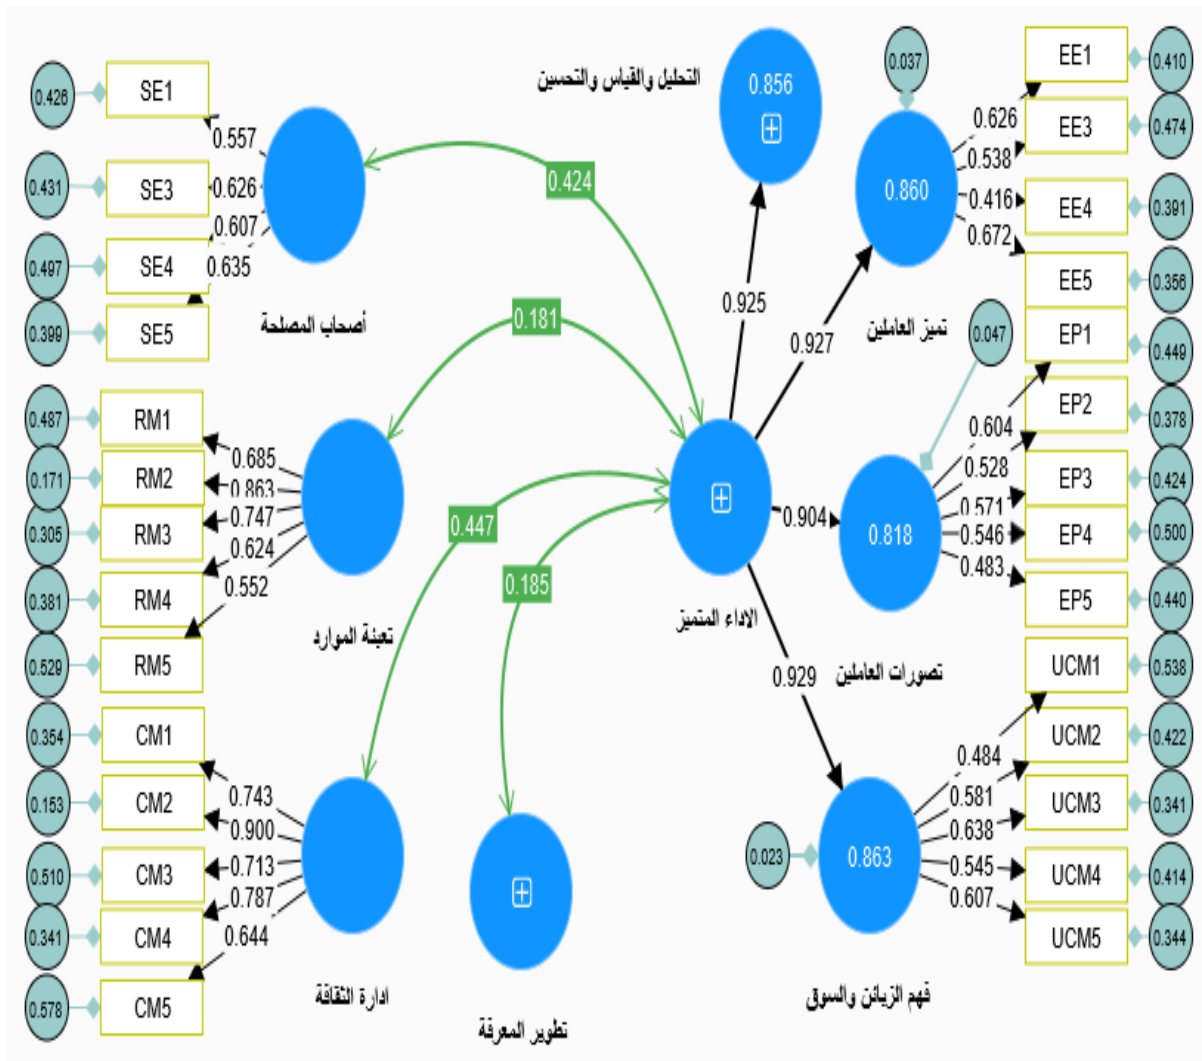 0.426
SE1
0.557
0.431
SE3
0.626
0.607
0.497
SE4
0.635
0.399
SE5
أصحاب المصلحة
0.487
RM1
0.685
0.171
RM2
0.863
0.305
RM3
0.747
0.624
0.381
RM4
0.552
0.529
RM5
تعبئة الموارد
0.354
CM1
0.743
0.153
CM2
0.900
0.510
CM3
0.713
0.787
0.341
CM4
0.644
0.578
CM5
ادارة الثقافة
0.424
0.181
0.447
0.185
تطوير المعرفة
الاداء المتميز
التحليل والقياس والتحسين
0.856
0.925
0.927
0.904
0.929
0.037
0.860
تميز العاملين
0.626
EE1
0.410
0.538
EE3
0.474
0.416
EE4
0.391
0.672
EE5
0.356
0.047
0.818
تصورات العاملين
0.604
EP1
0.449
0.528
EP2
0.378
0.571
EP3
0.424
0.546
EP4
0.500
0.483
EP5
0.440
0.023
0.863
فهم الزبائن والسوق
0.484
UCM1
0.538
0.581
UCM2
0.422
0.638
UCM3
0.341
0.545
UCM4
0.414
0.607
UCM5
0.344